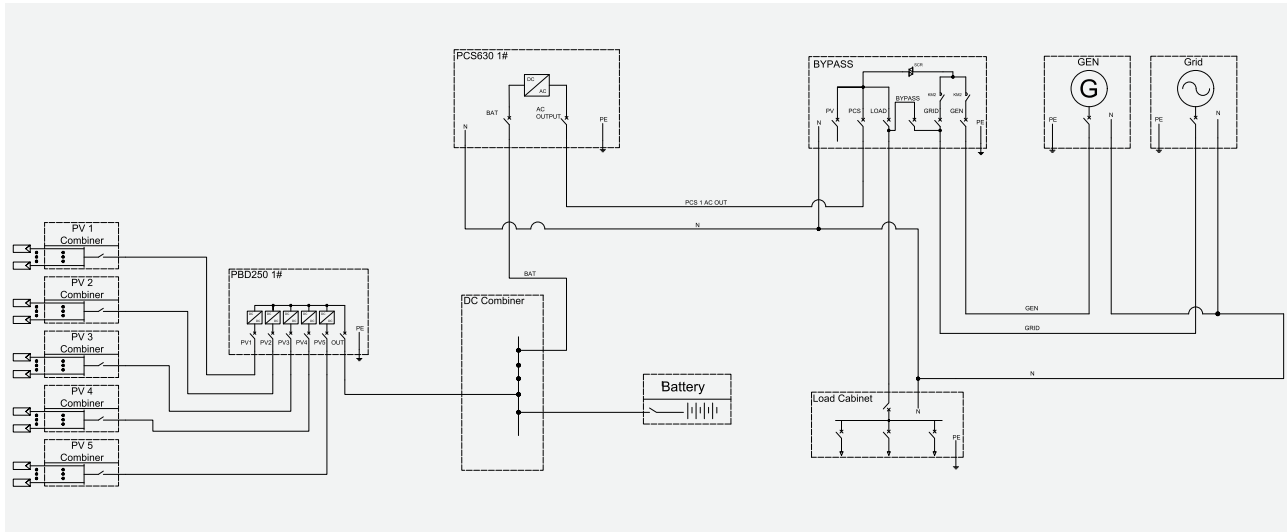 PCS630 1#
DC
AC
BAT
AC
OUTPUT
N
PE
BYPASS
SCR
KM2
KM2
PV
PCS
LOAD
BYPASS
GRID
GEN
N
PE
GEN
G
PE
N
Grid
PE
N
PCS 1 AC OUT
N
PV 1
Combiner
PV 2
Combiner
PV 3
Combiner
PV 4
Combiner
PV 5
Combiner
PBD250 1#
PV1
PV2
PV3
PV4
PV5
OUT
PE
BAT
DC Combiner
Battery
GEN
GRID
N
Load Cabinet
N
PE